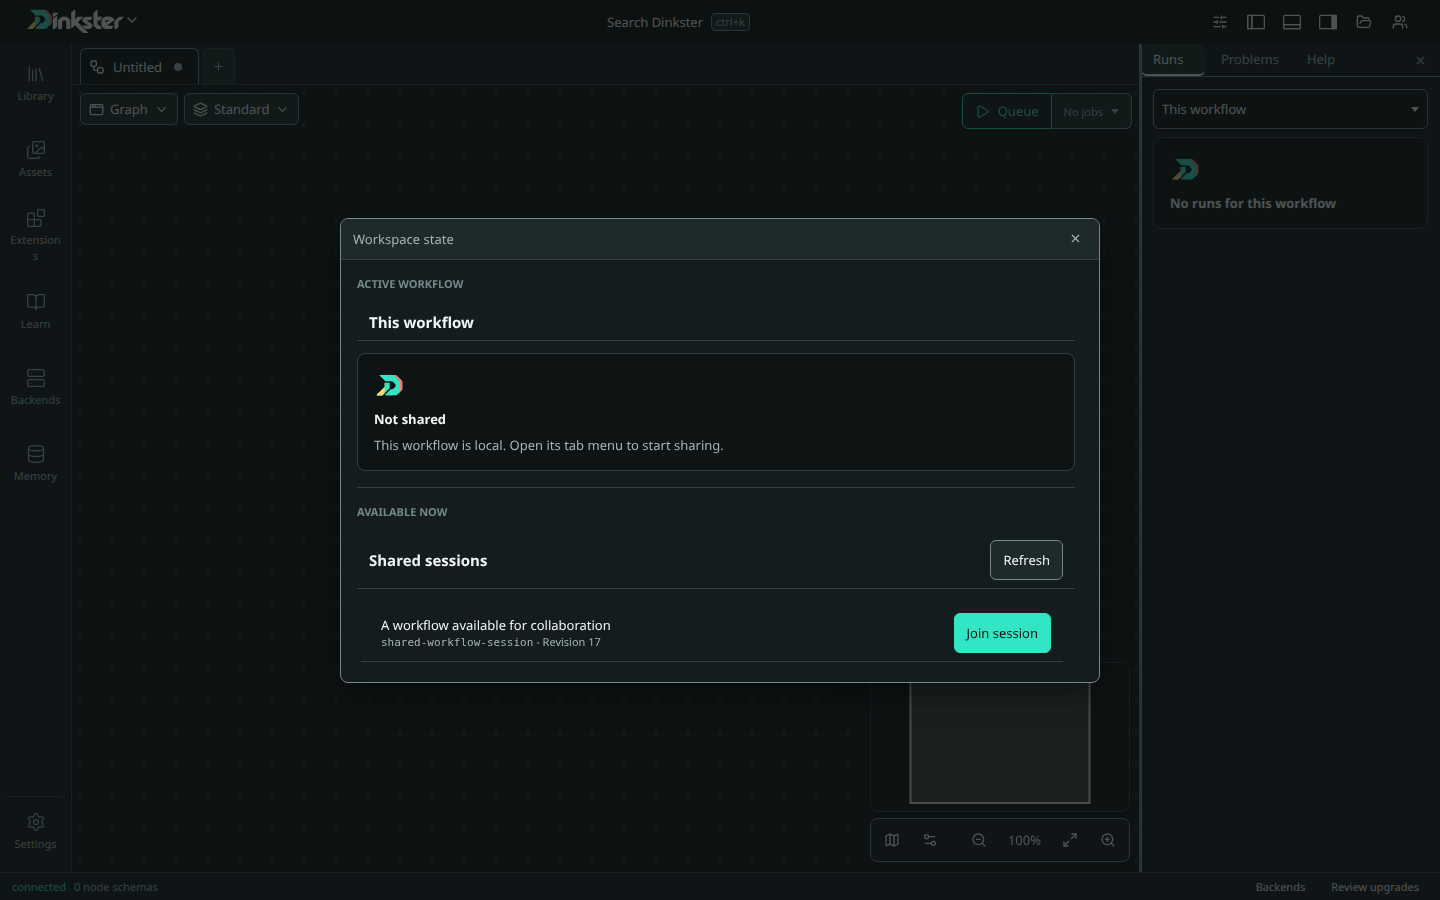 Dinkster
Search Dinkster ctrl+k
Library
Assets
Extension
s
Learn
Backends
Memory
Settings
Untitled
+
Graph
Standard
Queue
No jobs
Runs
Problems
Help
This workflow
No runs for this workflow
Workspace state
ACTIVE WORKFLOW
This workflow
Not shared
This workflow is local. Open its tab menu to start sharing.
AVAILABLE NOW
Shared sessions
Refresh
A workflow available for collaboration
shared-workflow-session - Revision 17
Join session
100%
connected 0 node schemas
Backends
Review upgrades